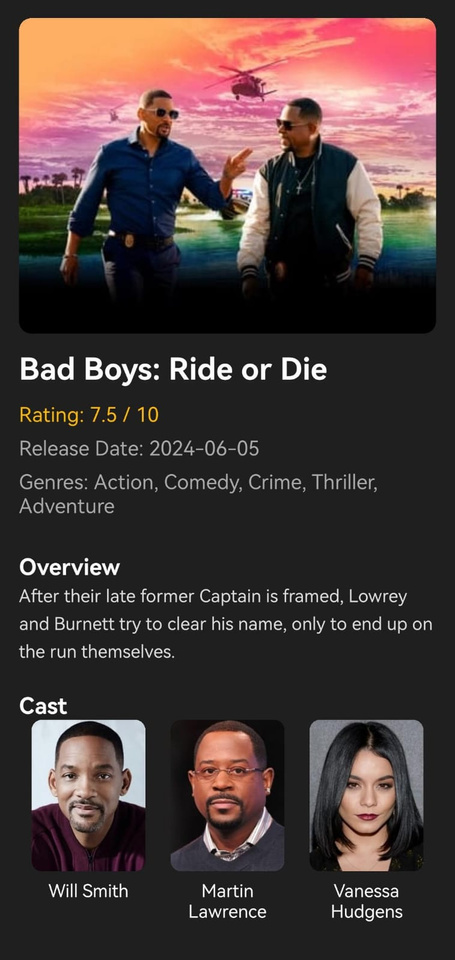 Bad Boys: Ride or Die
Rating: 7.5 / 10
Release Date: 2024-06-05
Genres: Action, Comedy, Crime, Thriller,
Adventure
Overview
After their late former Captain is framed, Lowrey
and Burnett try to clear his name, only to end up on
the run themselves.
Cast
Will Smith
Martin
Lawrence
Vanessa
Hudgens